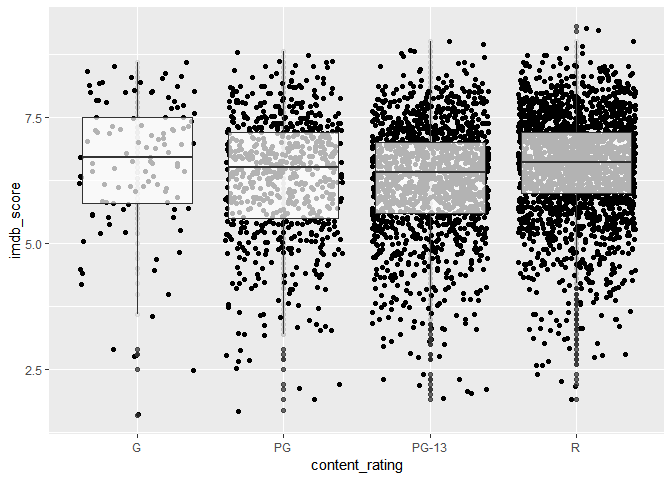 imdb_score
7.5
5.0
2.5
G PG PG-13 R
content_rating